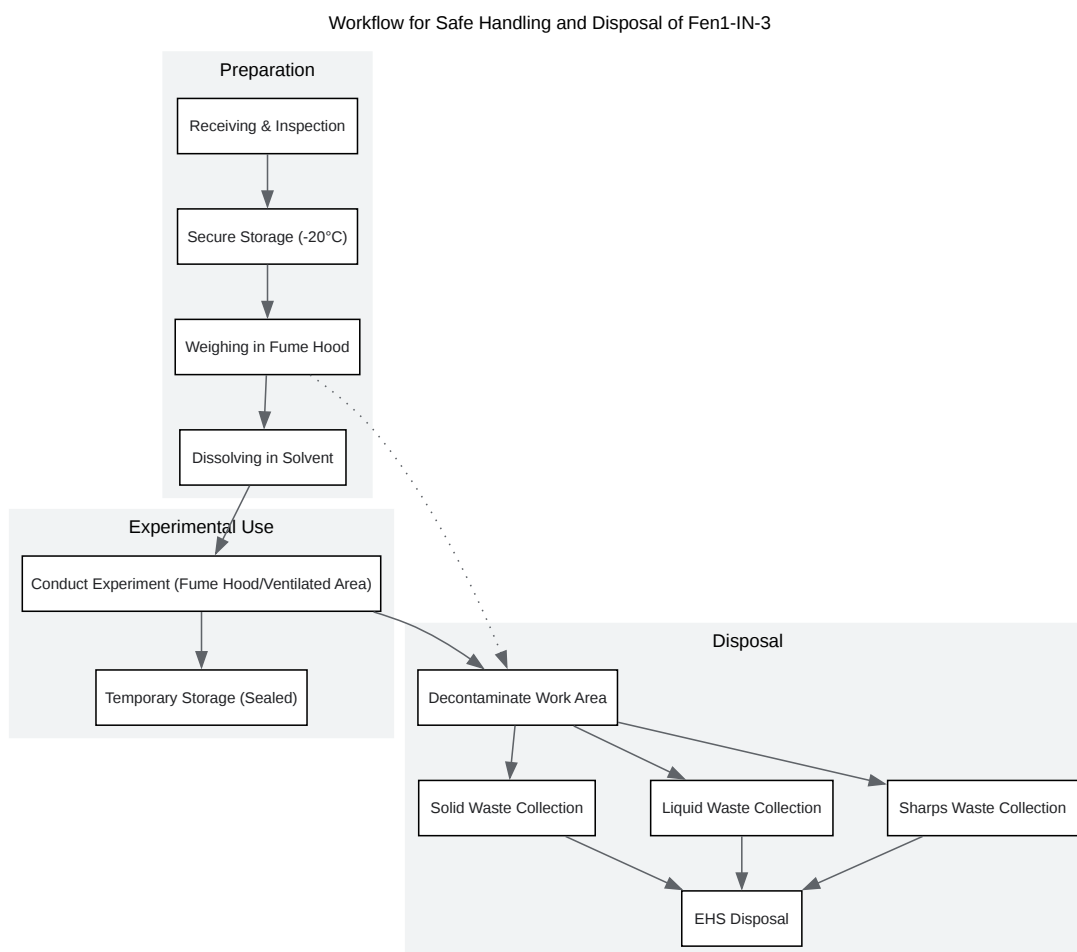 Workflow for Safe Handling and Disposal of Fen1-IN-3
Preparation
Receiving & Inspection
Secure Storage (-20°C)
Weighing in Fume Hood
Dissolving in Solvent
Experimental Use
Conduct Experiment (Fume Hood/Ventilated Area)
Temporary Storage (Sealed)
Disposal
Decontaminate Work Area
Solid Waste Collection
Liquid Waste Collection
Sharps Waste Collection
EHS Disposal